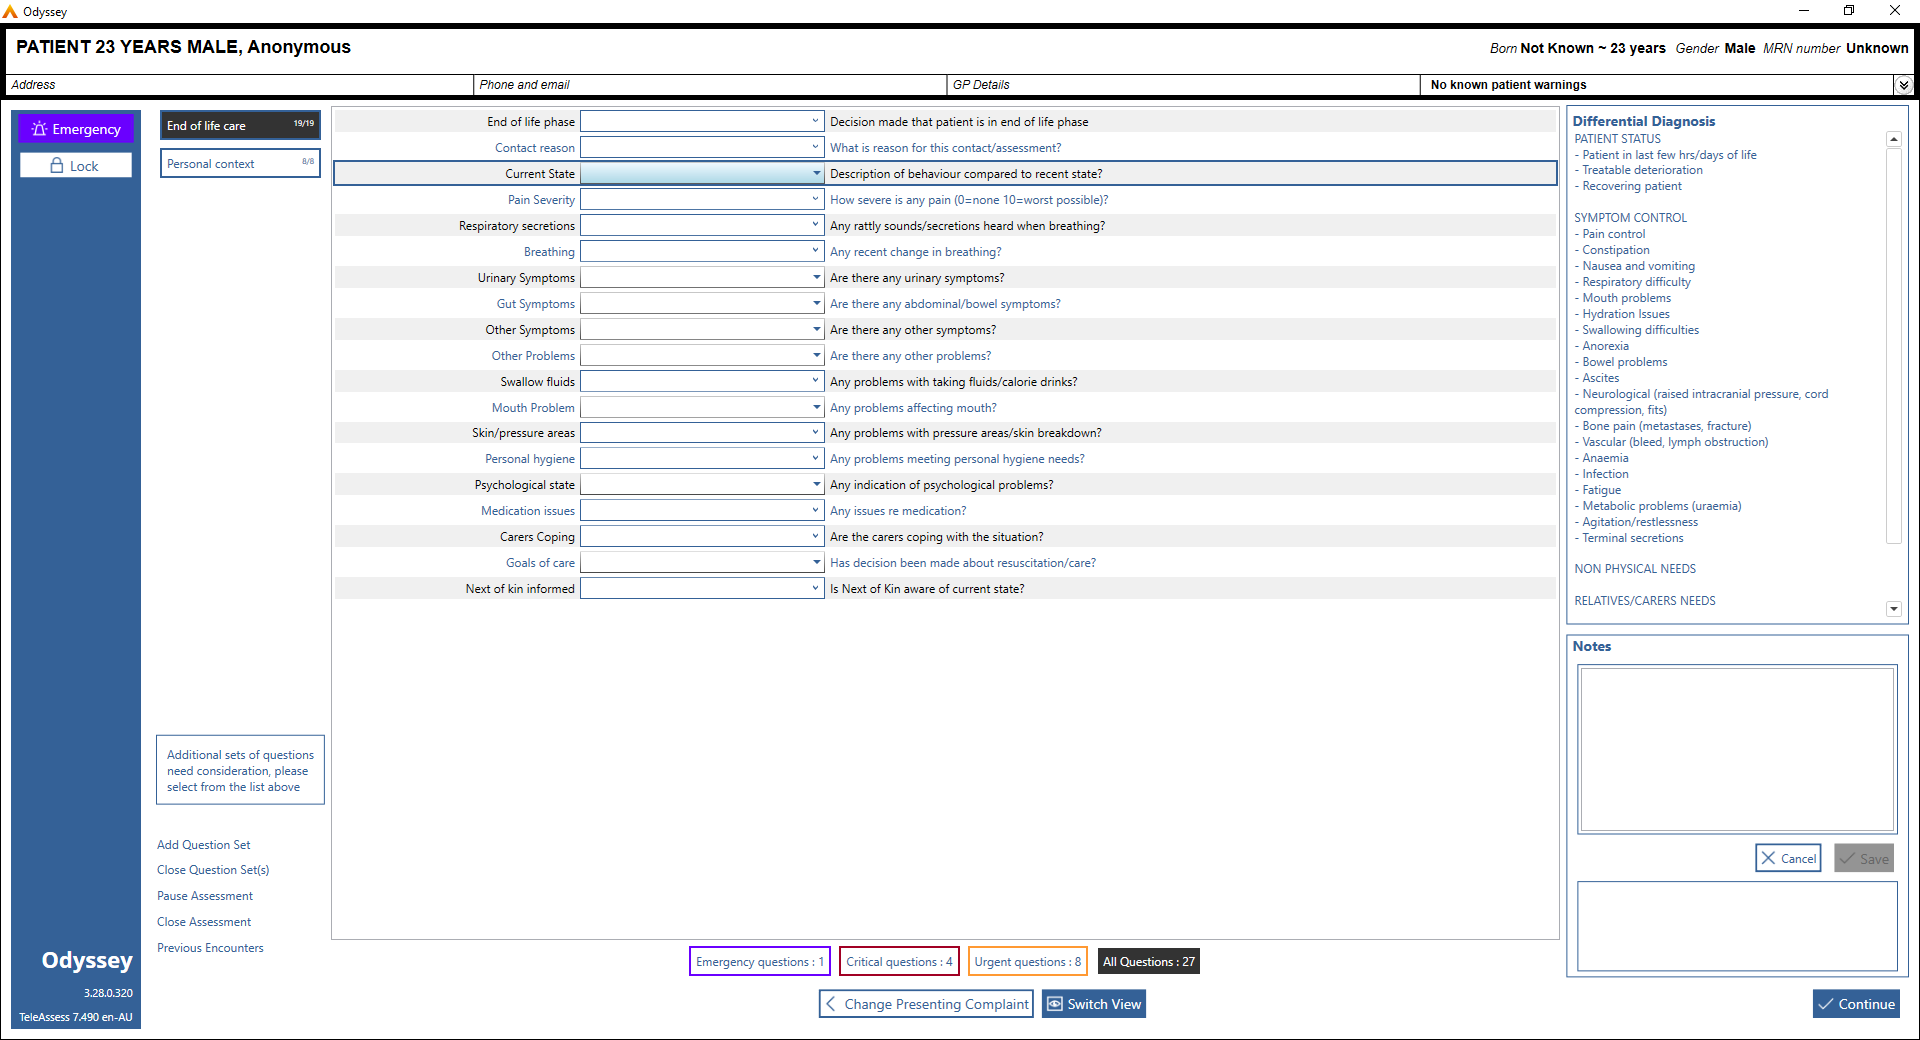 Odyssey
PATIENT 23 YEARS MALE, Anonymous
Born Not Known ~ 23 years Gender Male MRN number Unknown
Address
Phone and email
GP Details
No known patient warnings
Emergency
Lock
End of life care 19/19
Personal context 8/8
End of life phase Decision made that patient is in end of life phase
Contact reason What is reason for this contact/assessment?
Current State Description of behaviour compared to recent state?
Pain Severity How severe is any pain (0=none 10=worst possible)?
Respiratory secretions Any rattly sounds/secretions heard when breathing?
Breathing Any recent change in breathing?
Urinary Symptoms Are there any urinary symptoms?
Gut Symptoms Are there any abdominal/bowel symptoms?
Other Symptoms Are there any other symptoms?
Other Problems Are there any other problems?
Swallow fluids Any problems with taking fluids/calorie drinks?
Mouth Problem Any problems affecting mouth?
Skin/pressure areas Any problems with pressure areas/skin breakdown?
Personal hygiene Any problems meeting personal hygiene needs?
Psychological state Any indication of psychological problems?
Medication issues Any issues re medication?
Carers Coping Are the carers coping with the situation?
Goals of care Has decision been made about resuscitation/care?
Next of kin informed Is Next of Kin aware of current state?
Differential Diagnosis
PATIENT STATUS
- Patient in last few hrs/days of life
- Treatable deterioration
- Recovering patient
SYMPTOM CONTROL
- Pain control
- Constipation
- Nausea and vomiting
- Respiratory difficulty
- Mouth problems
- Hydration Issues
- Swallowing difficulties
- Anorexia
- Bowel problems
- Ascites
- Neurological (raised intracranial pressure, cord
compression, fits)
- Bone pain (metastases, fracture)
- Vascular (bleed, lymph obstruction)
- Anaemia
- Infection
- Fatigue
- Metabolic problems (uraemia)
- Agitation/restlessness
- Terminal secretions
NON PHYSICAL NEEDS
RELATIVES/CARERS NEEDS
Notes
Cancel
Save
Additional sets of questions
need consideration, please
select from the list above
Add Question Set
Close Question Set(s)
Pause Assessment
Close Assessment
Previous Encounters
Odyssey
3.28.0.320
TeleAssess 7.490 en-AU
Emergency questions : 1
Critical questions : 4
Urgent questions : 8
All Questions : 27
Change Presenting Complaint
Switch View
Continue